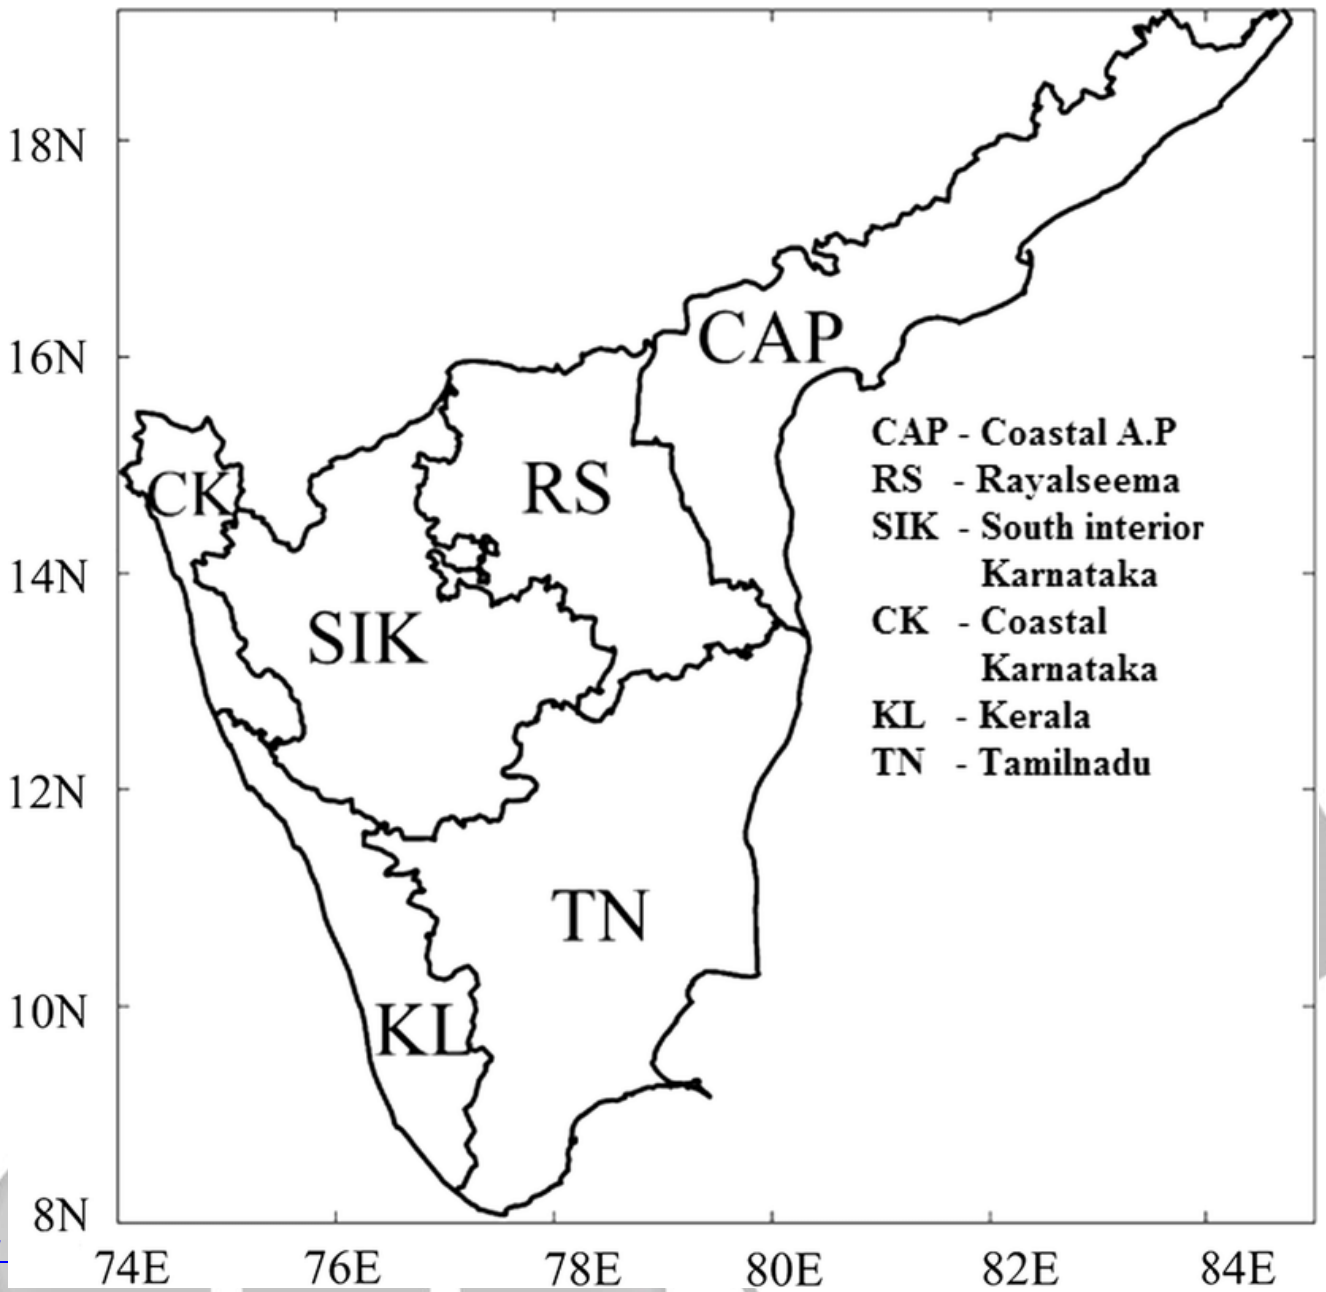 18N
16N
14N
12N
10N
8N
74E 76E 78E 80E 82E 84E
CAP
CK
RS
SIK
TN
KL
CAP - Coastal A.P
RS - Rayalseema
SIK - South interior
Karnataka
CK - Coastal
Karnataka
KL - Kerala
TN - Tamilnadu